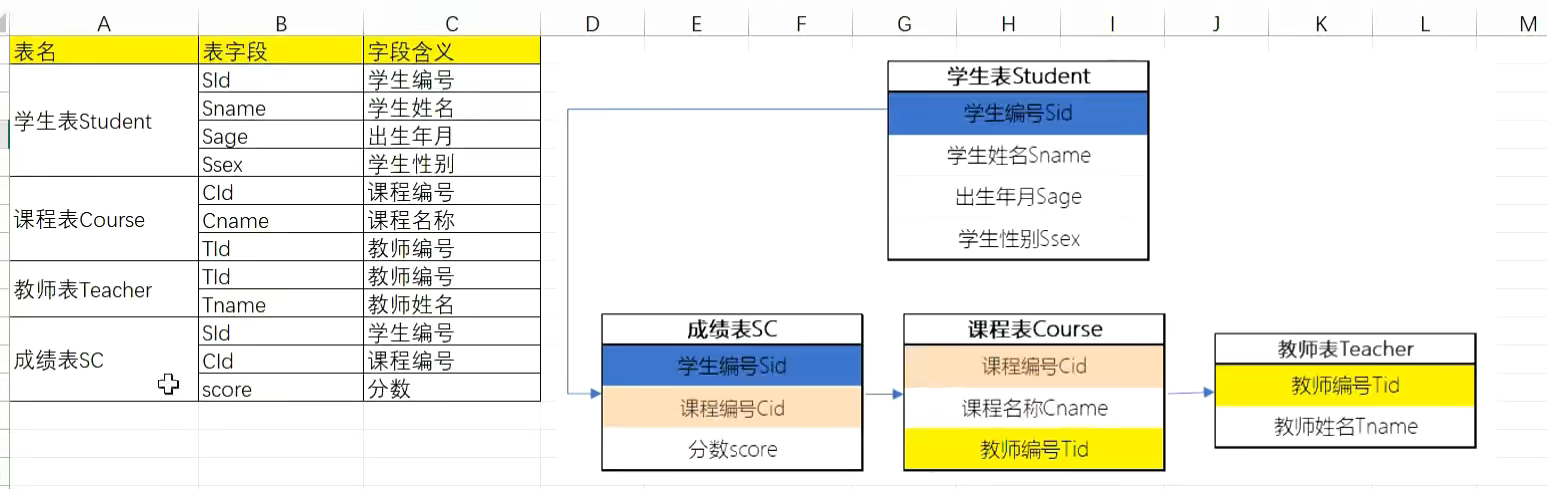 A B C D E F G H I J K L M
表名 表字段 字段含义
学生表Student
SId 学生编号
Sname 学生姓名
Sage 出生年月
Ssex 学生性别
课程表Course
CId 课程编号
Cname 课程名称
TId 教师编号
教师表Teacher
TId 教师编号
Tname 教师姓名
成绩表SC
SId 学生编号
CId 课程编号
score 分数
学生表Student
学生编号Sid
学生姓名Sname
出生年月Sage
学生性别Ssex
成绩表SC
学生编号Sid
课程编号Cid
分数score
课程表Course
课程编号Cid
课程名称Cname
教师编号Tid
教师表Teacher
教师编号Tid
教师姓名Tname